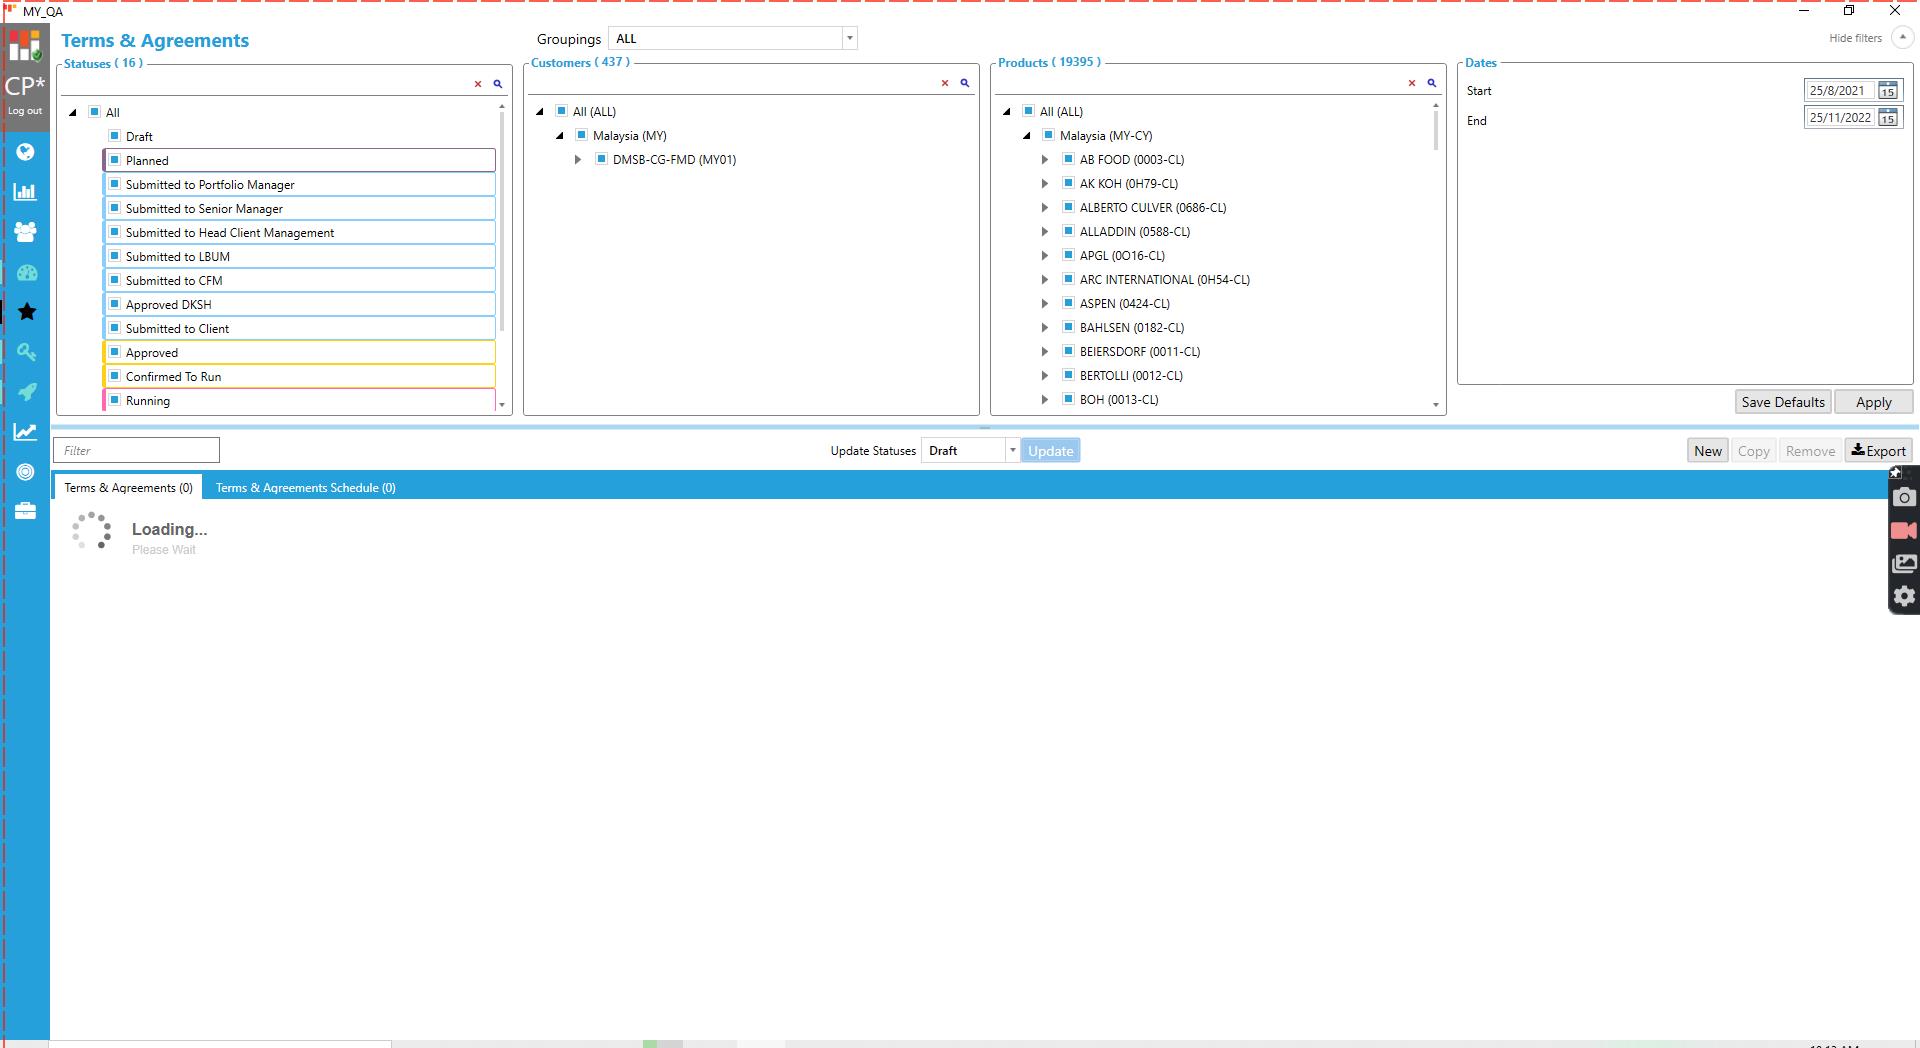 MY_QA
CP*
Log out
Terms & Agreements
Groupings ALL
Hide filters
Statuses ( 16 )
All
Draft
Planned
Submitted to Portfolio Manager
Submitted to Senior Manager
Submitted to Head Client Management
Submitted to LBUM
Submitted to CFM
Approved DKSH
Submitted to Client
Approved
Confirmed To Run
Running
Customers ( 437 )
All (ALL)
Malaysia (MY)
DMSB-CG-FMD (MY01)
Products ( 19395 )
All (ALL)
Malaysia (MY-CY)
AB FOOD (0003-CL)
AK KOH (0H79-CL)
ALBERTO CULVER (0686-CL)
ALLADDIN (0588-CL)
APGL (0O16-CL)
ARC INTERNATIONAL (0H54-CL)
ASPEN (0424-CL)
BAHLSEN (0182-CL)
BEIERSDORF (0011-CL)
BERTOLLI (0012-CL)
BOH (0013-CL)
Dates
Start 25/8/2021 15
End 25/11/2022 15
Save Defaults Apply
Filter
Update Statuses Draft Update
New Copy Remove Export
Terms & Agreements (0) Terms & Agreements Schedule (0)
Loading...
Please Wait